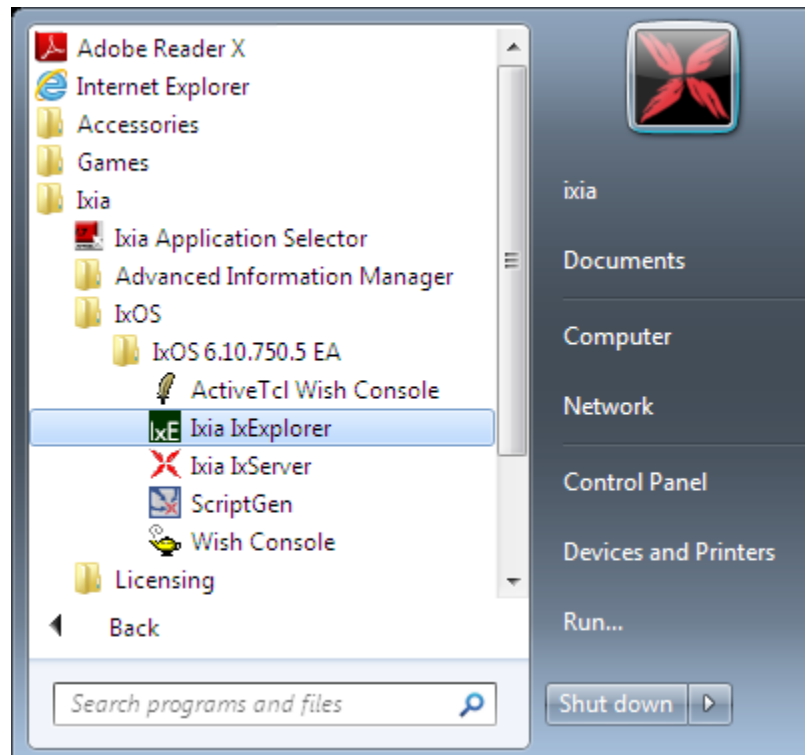 Adobe Reader X
Internet Explorer
Accessories
Games
Ixia
Ixia Application Selector
Advanced Information Manager
IxOS
IxOS 6.10.750.5 EA
ActiveTcl Wish Console
IxE Ixia IxExplorer
Ixia IxServer
ScriptGen
Wish Console
Licensing
Back
Search programs and files
ixia
Documents
Computer
Network
Control Panel
Devices and Printers
Run...
Shut down